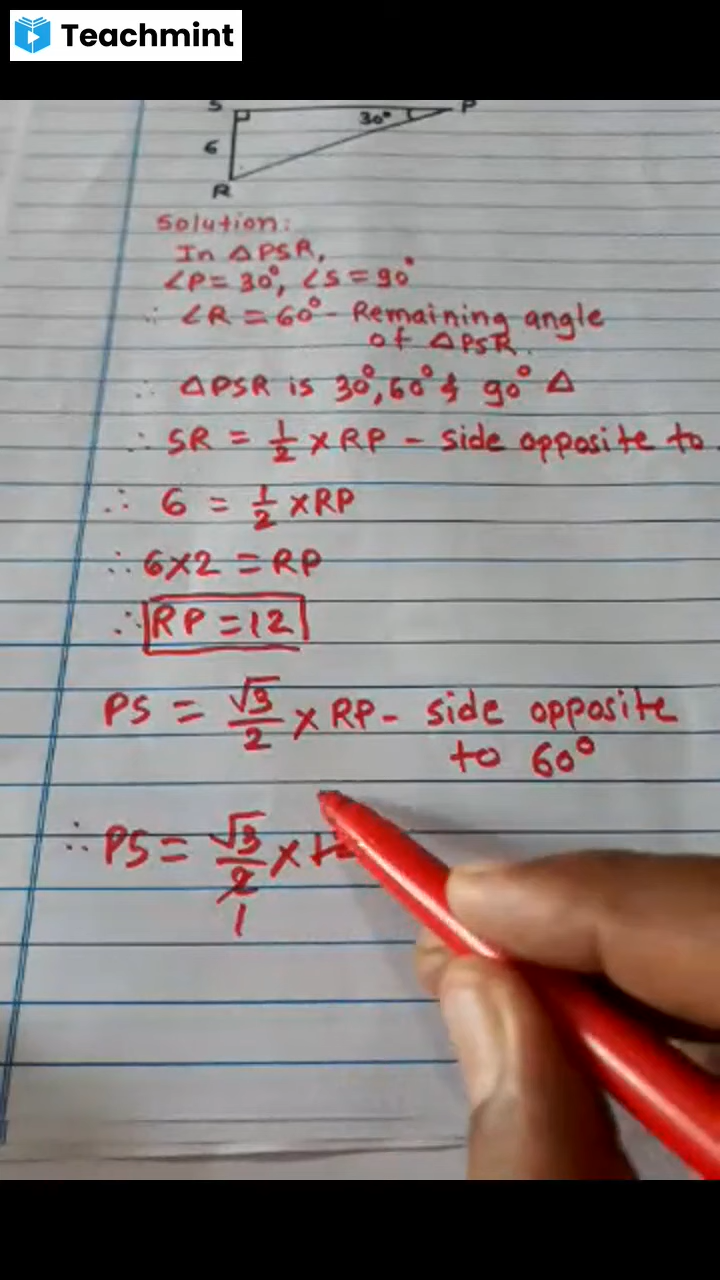 Teachmint
S
P
30°
6
R
Solution:
In △PSR,
∠P = 30°, ∠S = 90°
∴ ∠R = 60° - Remaining angle
of △PSR.
∴ △PSR is 30°, 60° & 90° △
∴ SR = 1/2 × RP - side opposite to
∴ 6 = 1/2 × RP
∴ 6×2 = RP
∴ RP = 12
PS = √3/2 × RP - side opposite
to 60°
∴ PS = √3/2 × 12
1